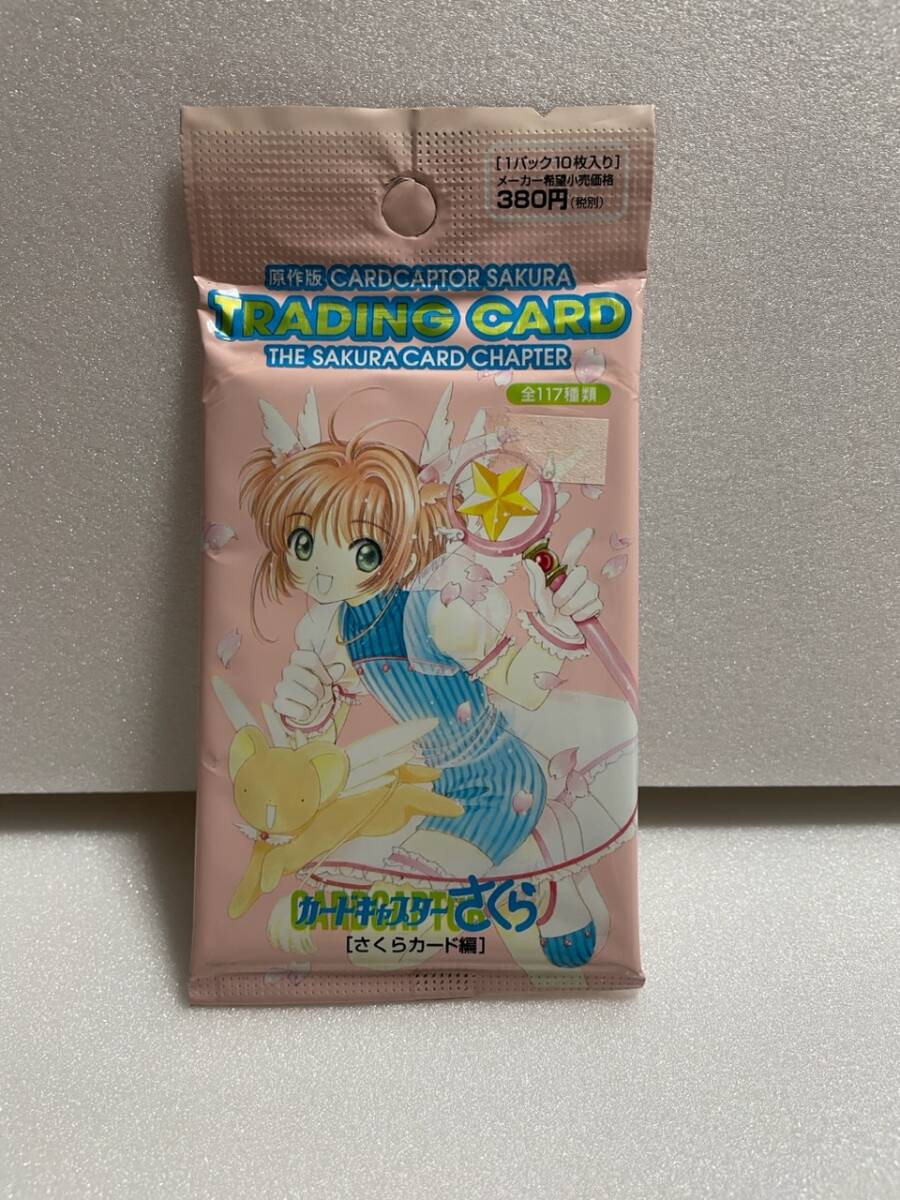 [1パック10枚入り]
メーカー希望小売価格
380円(税別)
原作版 CARDCAPTOR SAKURA
TRADING CARD
THE SAKURA CARD CHAPTER
全117種類
CARDCAPTOR
カードキャプターさくら
[さくらカード編]